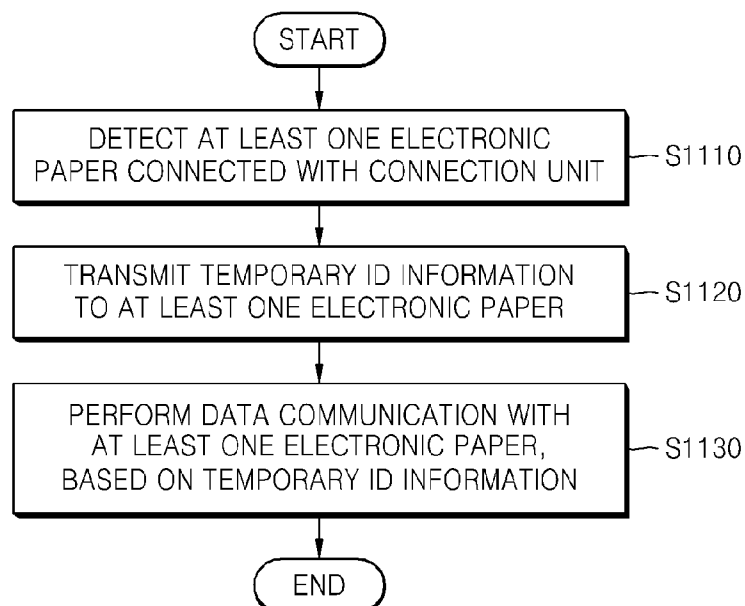 START
DETECT AT LEAST ONE ELECTRONIC
PAPER CONNECTED WITH CONNECTION UNIT
S1110
TRANSMIT TEMPORARY ID INFORMATION
TO AT LEAST ONE ELECTRONIC PAPER
S1120
PERFORM DATA COMMUNICATION WITH
AT LEAST ONE ELECTRONIC PAPER,
BASED ON TEMPORARY ID INFORMATION
S1130
END